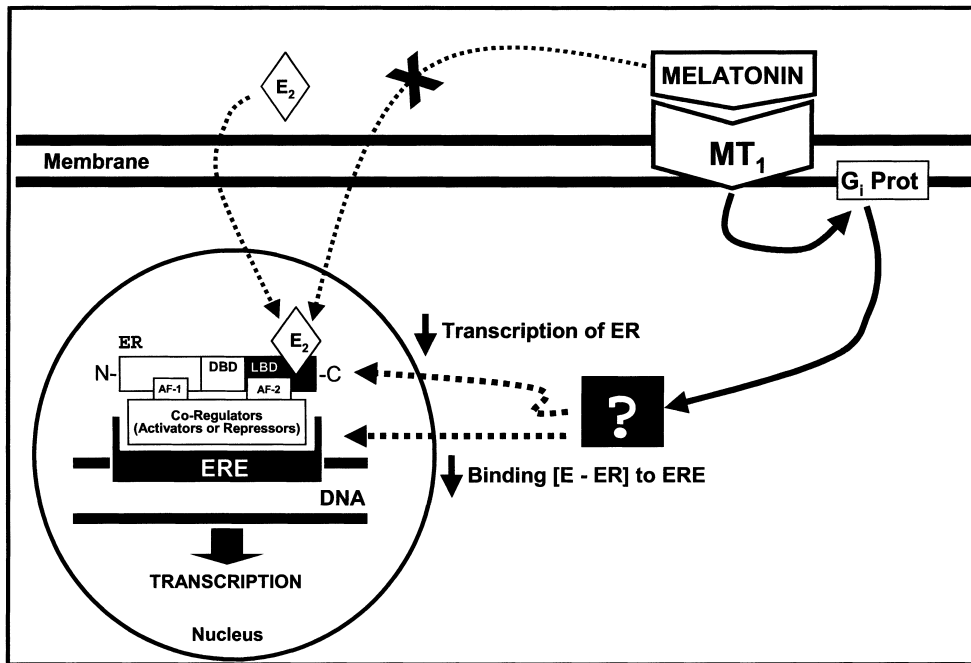 E2
MELATONIN
Membrane
MT1
Gi Prot
Transcription of ER
ER
E2
N-
DBD
LBD
-C
AF-1
AF-2
Co-Regulators
(Activators or Repressors)
?
ERE
Binding [E - ER] to ERE
DNA
TRANSCRIPTION
Nucleus